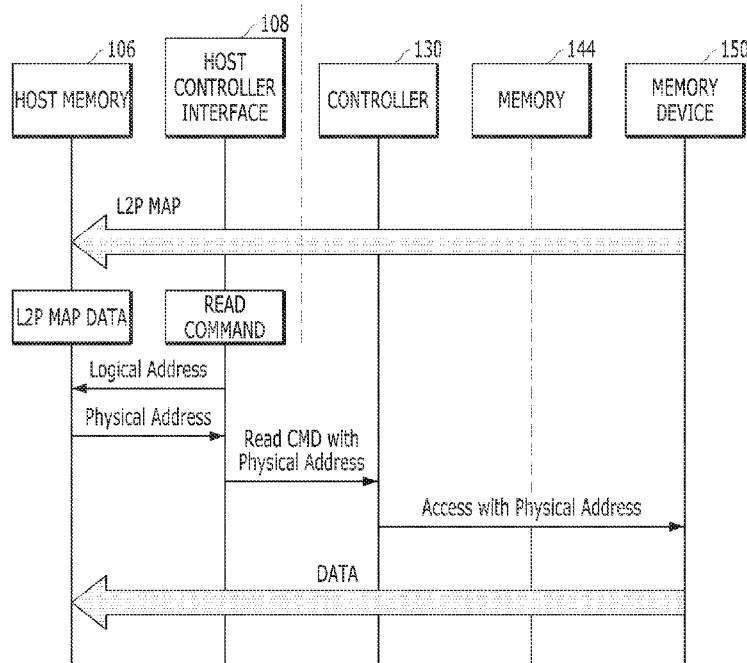 106
108
130
144
150
HOST MEMORY
HOST
CONTROLLER
INTERFACE
CONTROLLER
MEMORY
MEMORY
DEVICE
L2P MAP
L2P MAP DATA
READ
COMMAND
Logical Address
Physical Address
Read CMD with
Physical Address
Access with Physical Address
DATA